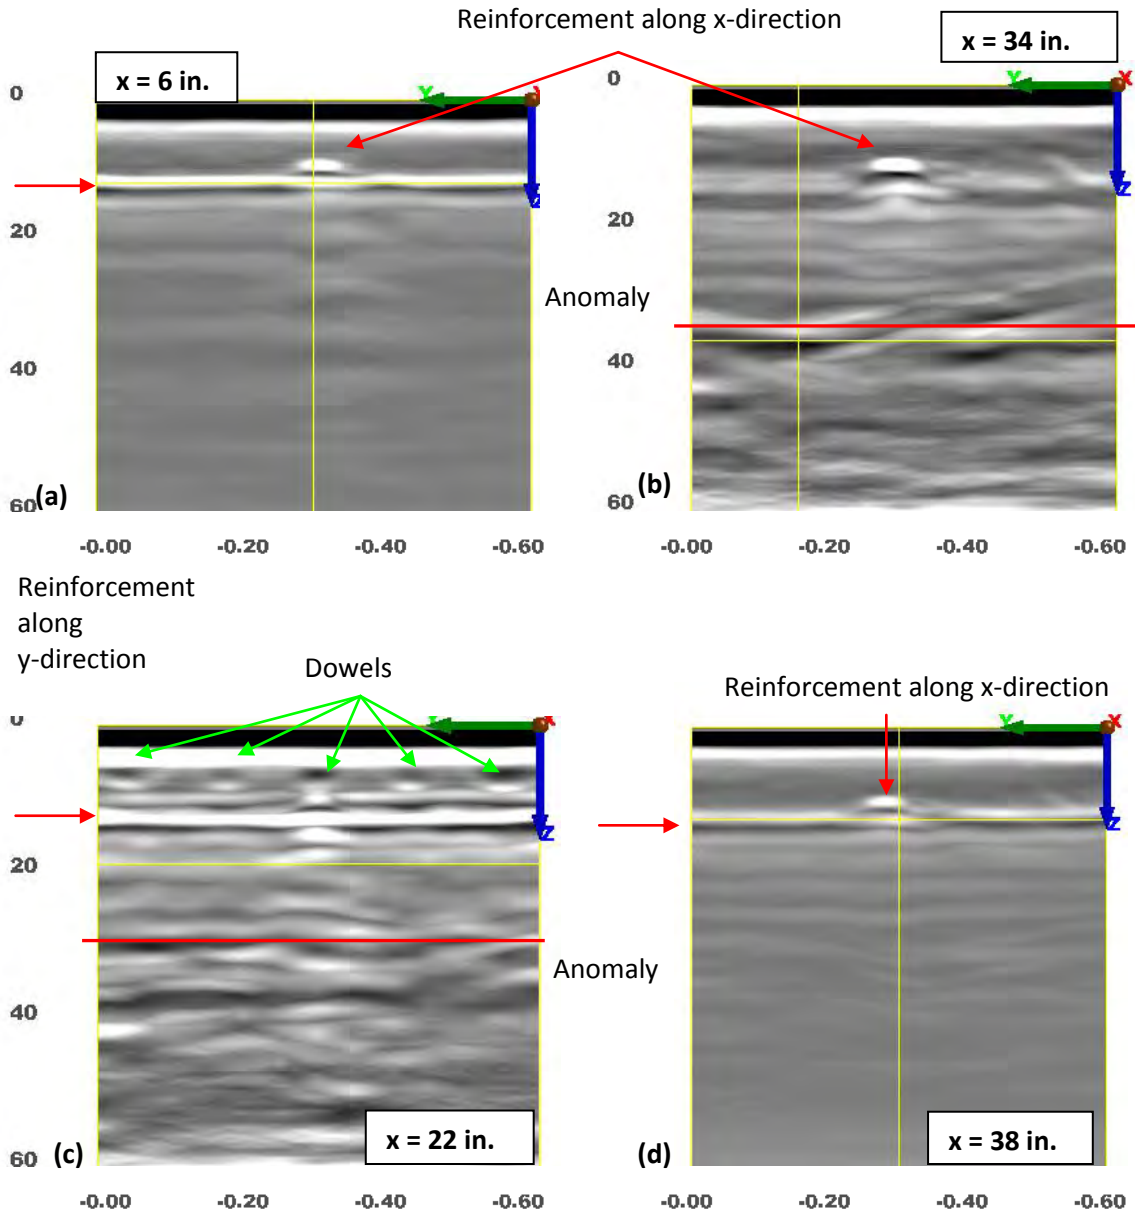 Reinforcement along x-direction
x = 6 in.
x = 34 in.
0
Y
20
40
60
(a)
-0.00 -0.20 -0.40 -0.60
Anomaly
0
Y
X
Z
20
40
60
(b)
-0.00 -0.20 -0.40 -0.60
Reinforcement
along
y-direction
Dowels
0
X
Z
20
40
60
(c)
x = 22 in.
-0.00 -0.20 -0.40 -0.60
Anomaly
Reinforcement along x-direction
Y
X
Z
(d)
x = 38 in.
-0.00 -0.20 -0.40 -0.60